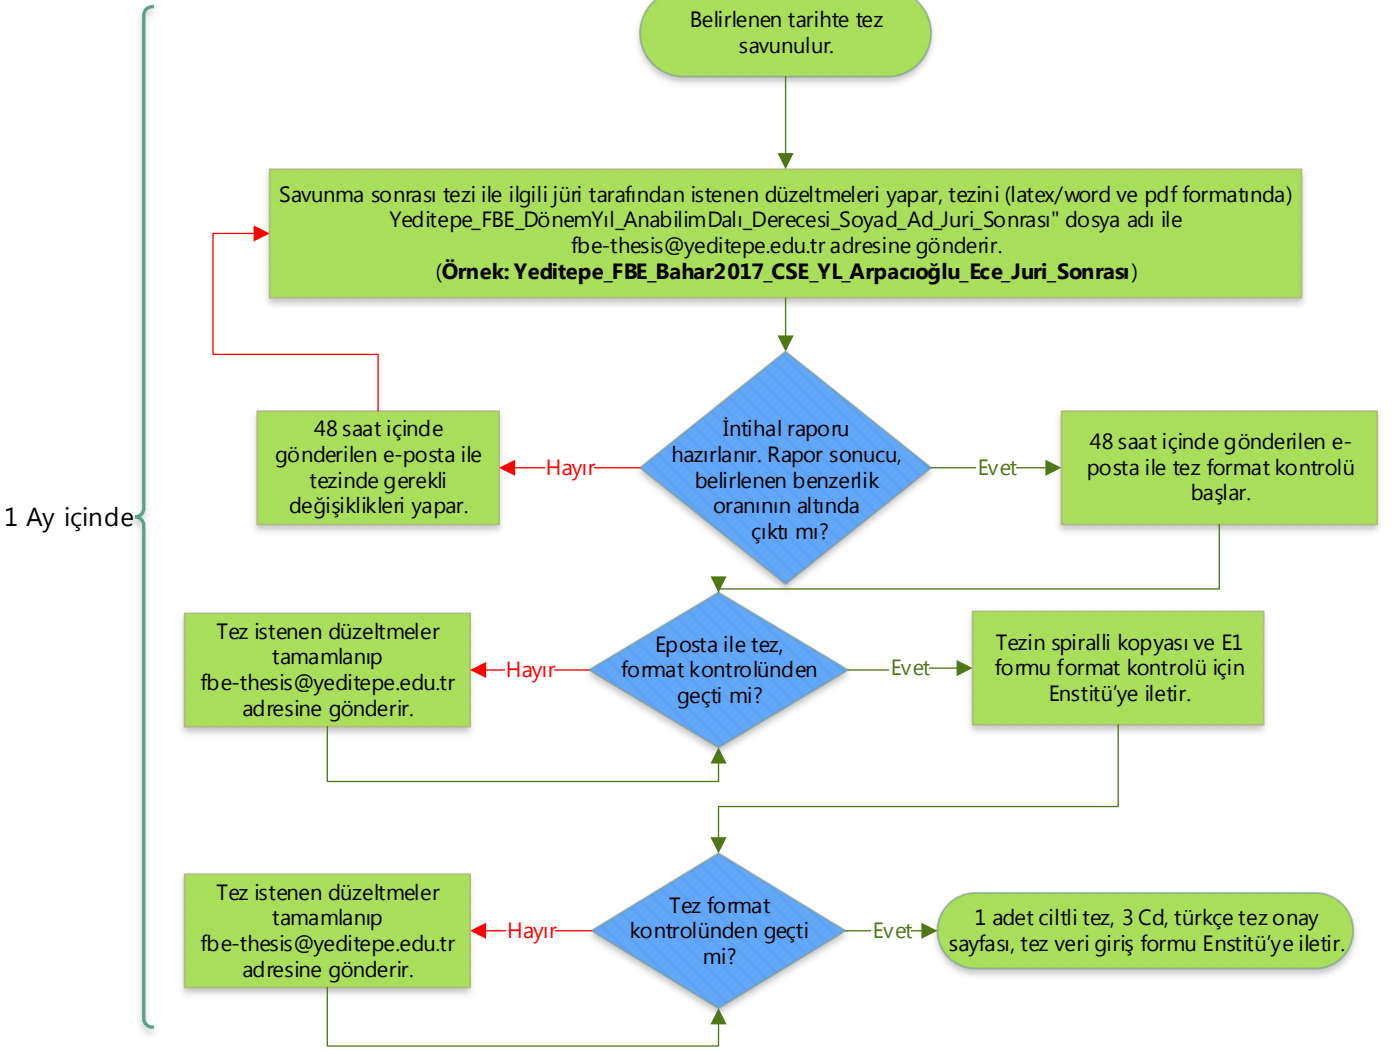 Belirlenen tarihte tez
savunulur.
Savunma sonrası tezi ile ilgili jüri tarafından istenen düzeltmeleri yapar, tezini (latex/word ve pdf formatında)
Yeditepe_FBE_DönemYıl_AnabilimDalı_Derecesi_Soyad_Ad_Juri_Sonrası" dosya adı ile
fbe-thesis@yeditepe.edu.tr adresine gönderir.
(Örnek: Yeditepe_FBE_Bahar2017_CSE_YL_Arpacıoğlu_Ece_Juri_Sonrası)
48 saat içinde
gönderilen e-posta ile
tezinde gerekli
değişiklikleri yapar.
Hayır
İntihal raporu
hazırlanır. Rapor sonucu,
belirlenen benzerlik
oranının altında
çıktı mı?
Evet
48 saat içinde gönderilen e-
posta ile tez format kontrolü
başlar.
1 Ay içinde
Tez istenen düzeltmeler
tamamlanıp
fbe-thesis@yeditepe.edu.tr
adresine gönderir.
Hayır
Eposta ile tez,
format kontrolünden
geçti mi?
Evet
Tezin spiralli kopyası ve E1
formu format kontrolü için
Enstitü’ye iletir.
Tez istenen düzeltmeler
tamamlanıp
fbe-thesis@yeditepe.edu.tr
adresine gönderir.
Hayır
Tez format
kontrolünden geçti
mi?
Evet
1 adet ciltli tez, 3 Cd, türkçe tez onay
sayfası, tez veri giriş formu Enstitü’ye iletir.